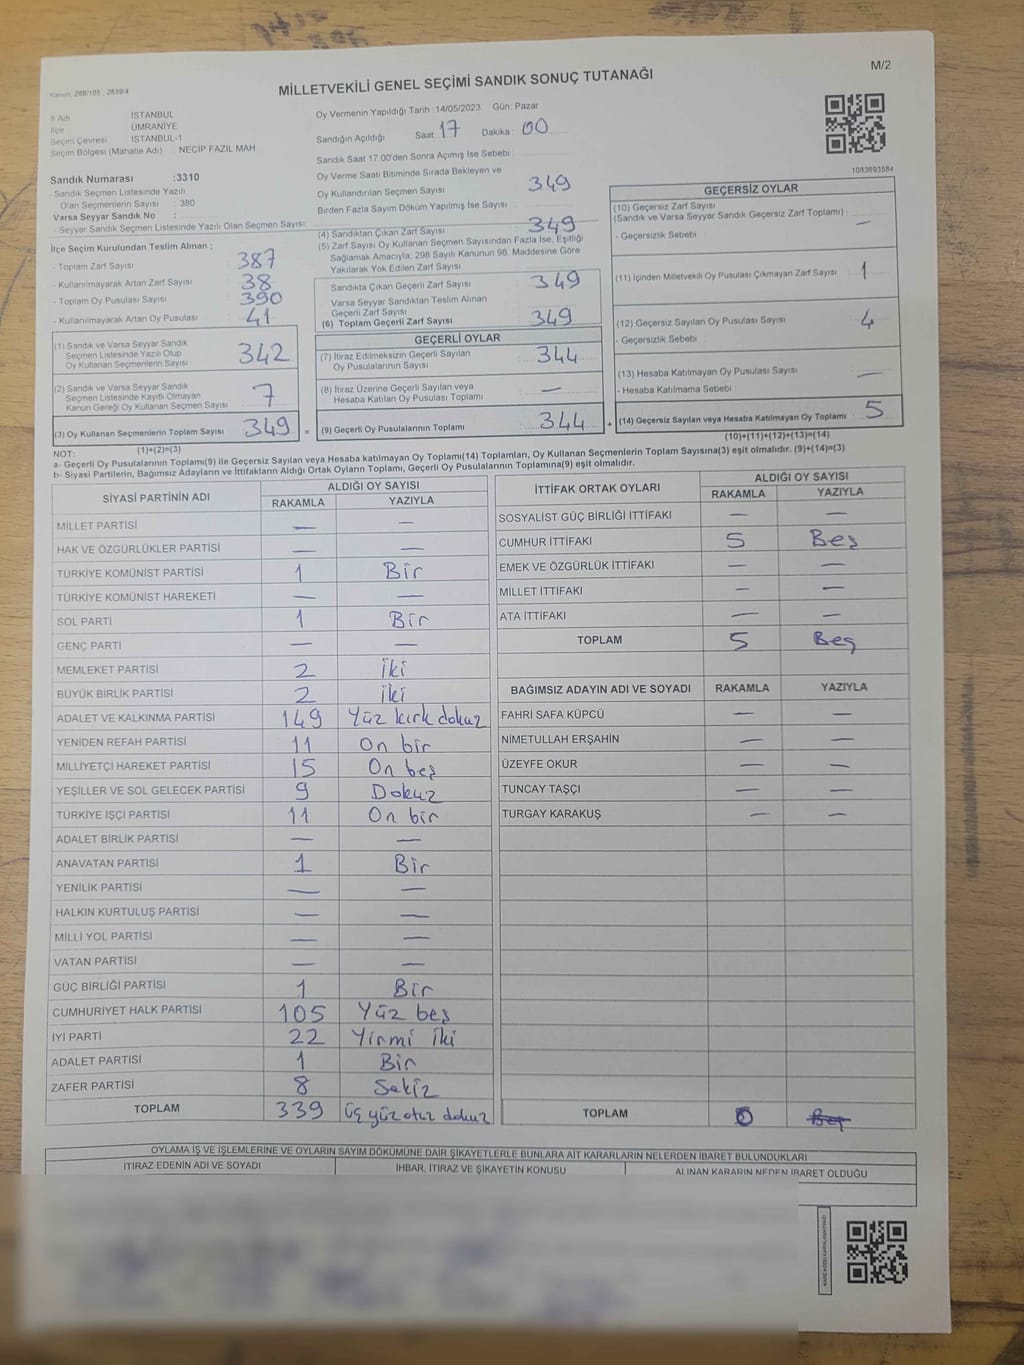 M/2
Kanun: 298/105 , 2839/4
MİLLETVEKİLİ GENEL SEÇİMİ SANDIK SONUÇ TUTANAĞI
İl Adı İSTANBUL
İlçe ÜMRANİYE
Seçim Çevresi İSTANBUL-1
Seçim Bölgesi (Mahalle Adı) NECİP FAZIL MAH
Sandık Numarası :3310
- Sandık Seçmen Listesinde Yazılı
Olan Seçmenlerin Sayısı : 380
Varsa Seyyar Sandık No :
- Seyyar Sandık Seçmen Listesinde Yazılı Olan Seçmen Sayısı:
İlçe Seçim Kurulundan Teslim Alınan ;
- Toplam Zarf Sayısı 387
- Kullanılmayarak Artan Zarf Sayısı 38
- Toplam Oy Pusulası Sayısı 390
- Kullanılmayarak Artan Oy Pusulası 41
(1) Sandık ve Varsa Seyyar Sandık
Seçmen Listesinde Yazılı Olup
Oy Kullanan Seçmenlerin Sayısı 342
(2) Sandık ve Varsa Seyyar Sandık
Seçmen Listesinde Kayıtlı Olmayan
Kanun Gereği Oy Kullanan Seçmen Sayısı 7
(3) Oy Kullanan Seçmenlerin Toplam Sayısı 349
(1)+(2)=(3)
Oy Vermenin Yapıldığı Tarih :14/05/2023 Gün: Pazar
Sandığın Açıldığı Saat : 17 Dakika : 00
Sandık Saat 17:00'den Sonra Açımış İse Sebebi :
Oy Verme Saati Bitiminde Sırada Bekleyen ve
Oy Kullandırılan Seçmen Sayısı 349
Birden Fazla Sayım Döküm Yapılmış İse Sayısı :
(4) Sandıktan Çıkan Zarf Sayısı 349
(5) Zarf Sayısı Oy Kullanan Seçmen Sayısından Fazla İse, Eşitliği
Sağlamak Amacıyla; 298 Sayılı Kanunun 98. Maddesine Göre
Yakılarak Yok Edilen Zarf Sayısı
Sandıkta Çıkan Geçerli Zarf Sayısı 349
Varsa Seyyar Sandıktan Teslim Alınan
Geçerli Zarf Sayısı
(6) Toplam Geçerli Zarf Sayısı 349
GEÇERLİ OYLAR
(7) İtiraz Edilmeksizin Geçerli Sayılan
Oy Pusulalarının Sayısı 344
(8) İtiraz Üzerine Geçerli Sayılan veya
Hesaba Katılan Oy Pusulası Toplamı —
= (9) Geçerli Oy Pusulalarının Toplamı 344 +
1083693584
GEÇERSİZ OYLAR
(10) Geçersiz Zarf Sayısı
(Sandık ve Varsa Seyyar Sandık Geçersiz Zarf Toplamı) —
- Geçersizlik Sebebi :
(11) İçinden Milletvekili Oy Pusulası Çıkmayan Zarf Sayısı 1
(12) Geçersiz Sayılan Oy Pusulası Sayısı 4
- Geçersizlik Sebebi :
(13) Hesaba Katılmayan Oy Pusulası Sayısı —
- Hesaba Katılmama Sebebi :
(14) Geçersiz Sayılan veya Hesaba Katılmayan Oy Toplamı 5
(10)+(11)+(12)+(13)=(14)
NOT:
a- Geçerli Oy Pusulalarının Toplamı(9) ile Geçersiz Sayılan veya Hesaba katılmayan Oy Toplamı(14) Toplamları, Oy Kullanan Seçmenlerin Toplam Sayısına(3) eşit olmalıdır. (9)+(14)=(3)
b- Siyasi Partilerin, Bağımsız Adayların ve İttifakların Aldığı Ortak Oyların Toplamı, Geçerli Oy Pusulalarının Toplamına(9) eşit olmalıdır.
SİYASİ PARTİNİN ADI ALDIĞI OY SAYISI
RAKAMLA YAZIYLA
MİLLET PARTİSİ — —
HAK VE ÖZGÜRLÜKLER PARTİSİ — —
TÜRKİYE KOMÜNİST PARTİSİ 1 Bir
TÜRKİYE KOMÜNİST HAREKETİ — —
SOL PARTİ 1 Bir
GENÇ PARTİ — —
MEMLEKET PARTİSİ 2 İki
BÜYÜK BİRLİK PARTİSİ 2 İki
ADALET VE KALKINMA PARTİSİ 149 Yüz kırk dokuz
YENİDEN REFAH PARTİSİ 11 On bir
MİLLİYETÇİ HAREKET PARTİSİ 15 On beş
YEŞİLLER VE SOL GELECEK PARTİSİ 9 Dokuz
TÜRKİYE İŞÇİ PARTİSİ 11 On bir
ADALET BİRLİK PARTİSİ — —
ANAVATAN PARTİSİ 1 Bir
YENİLİK PARTİSİ — —
HALKIN KURTULUŞ PARTİSİ — —
MİLLİ YOL PARTİSİ — —
VATAN PARTİSİ — —
GÜÇ BİRLİĞİ PARTİSİ 1 Bir
CUMHURİYET HALK PARTİSİ 105 Yüz beş
İYİ PARTİ 22 Yirmi iki
ADALET PARTİSİ 1 Bir
ZAFER PARTİSİ 8 Sekiz
TOPLAM 339 üç yüz otuz dokuz
İTTİFAK ORTAK OYLARI ALDIĞI OY SAYISI
RAKAMLA YAZIYLA
SOSYALİST GÜÇ BİRLİĞİ İTTİFAKI — —
CUMHUR İTTİFAKI 5 Beş
EMEK VE ÖZGÜRLÜK İTTİFAKI — —
MİLLET İTTİFAKI — —
ATA İTTİFAKI — —
TOPLAM 5 Beş
BAĞIMSIZ ADAYIN ADI VE SOYADI RAKAMLA YAZIYLA
FAHRİ SAFA KÜPCÜ — —
NİMETULLAH ERŞAHİN — —
ÜZEYFE OKUR — —
TUNCAY TAŞÇI — —
TURGAY KARAKUŞ — —
TOPLAM 0 Beş
OYLAMA İŞ VE İŞLEMLERİNE VE OYLARIN SAYIM DÖKÜMÜNE DAİR ŞİKAYETLERLE BUNLARA AİT KARARLARIN NELERDEN İBARET BULUNDUKLARI
İTİRAZ EDENİN ADI VE SOYADI İHBAR, İTİRAZ VE ŞİKAYETİN KONUSU ALINAN KARARIN NEDEN İBARET OLDUĞU